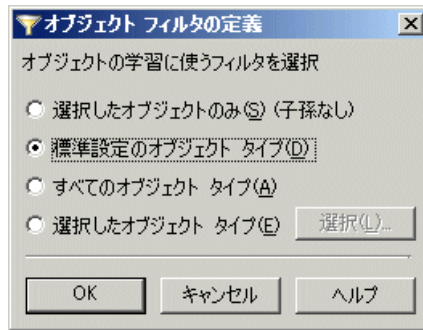 オブジェクト フィルタの定義
オブジェクトの学習に使うフィルタを選択
選択したオブジェクトのみ(S) (子孫なし)
標準設定のオブジェクト タイプ(D)
すべてのオブジェクト タイプ(A)
選択したオブジェクト タイプ(E) 選択(L)...
OK キャンセル ヘルプ